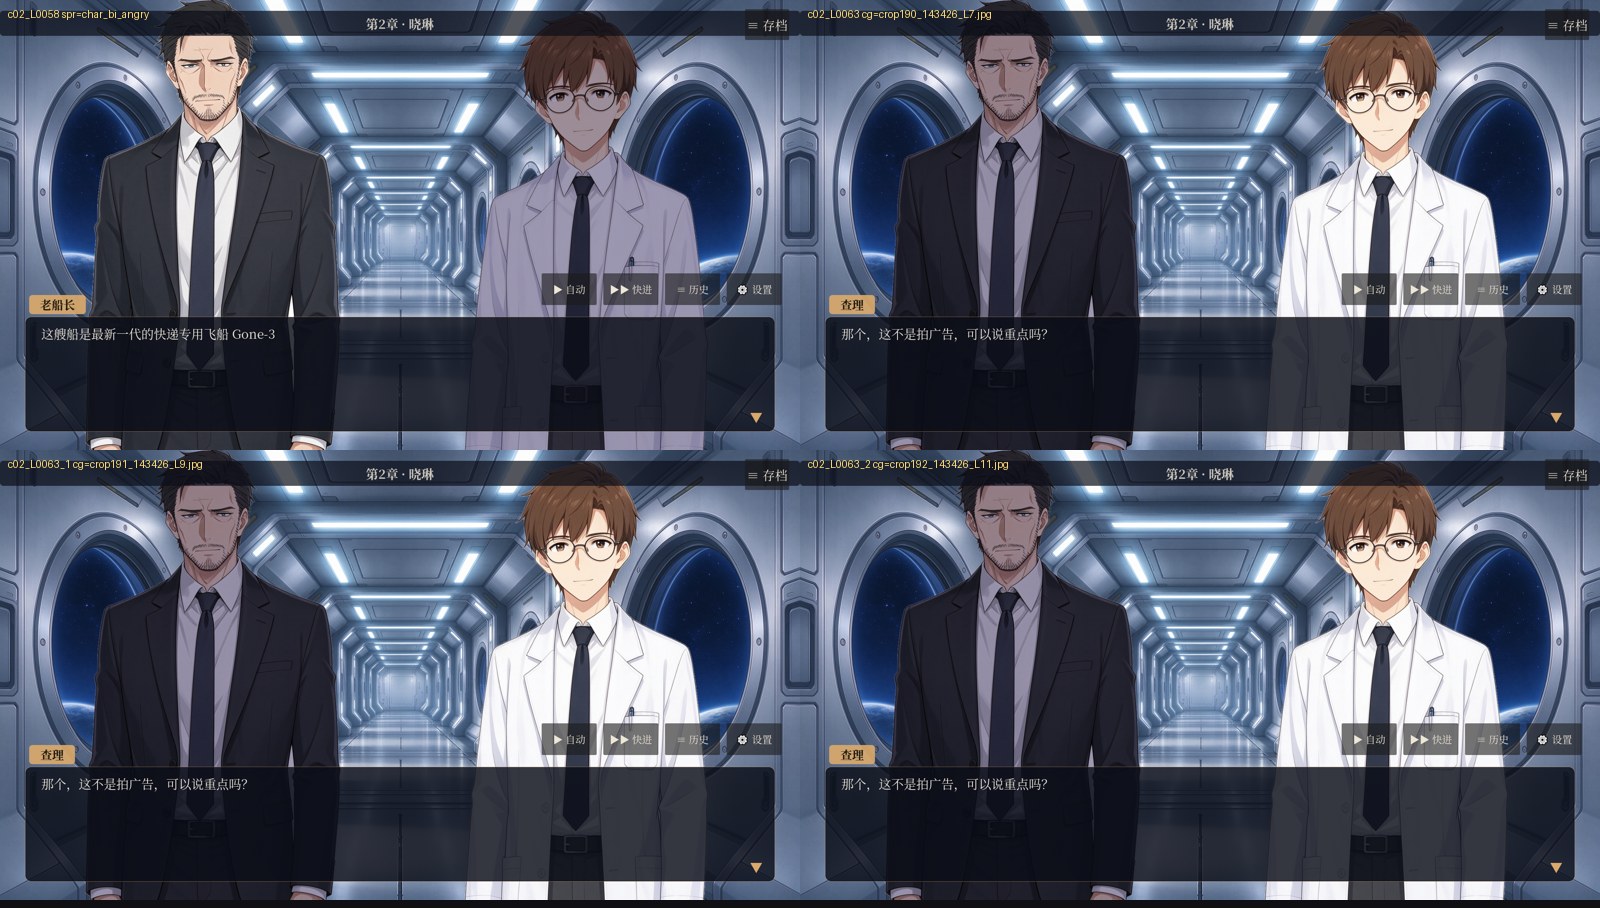 c02_L0058 spr=char_bi_angry
第2章 · 晓琳
≡ 存档
▶ 自动
▶▶ 快进
≡ 历史
设置
老船长
这艘船是最新一代的快递专用飞船 Gone-3
c02_L0063 cg=crop190_143426_L7.jpg
第2章 · 晓琳
≡ 存档
▶ 自动
▶▶ 快进
≡ 历史
设置
查理
那个，这不是拍广告，可以说重点吗？
c02_L0063_1 cg=crop191_143426_L9.jpg
第2章 · 晓琳
≡ 存档
▶ 自动
▶▶ 快进
≡ 历史
设置
查理
那个，这不是拍广告，可以说重点吗？
c02_L0063_2 cg=crop192_143426_L11.jpg
第2章 · 晓琳
≡ 存档
▶ 自动
▶▶ 快进
≡ 历史
设置
查理
那个，这不是拍广告，可以说重点吗？